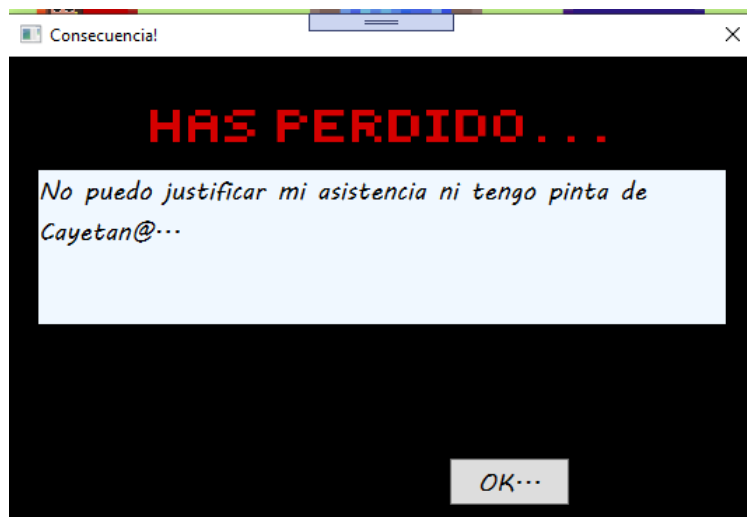 Consecuencia!
HAS PERDIDO...
No puedo justificar mi asistencia ni tengo pinta de
Cayetan@...
OK...